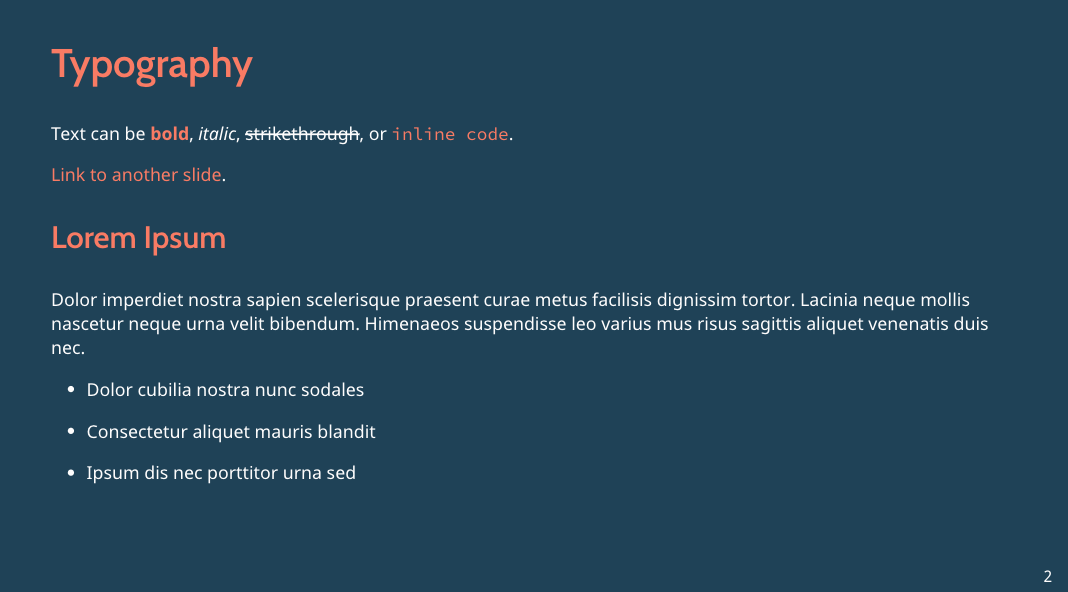 Typography
Text can be bold, italic, strikethrough, or inline code.
Link to another slide.
Lorem Ipsum
Dolor imperdiet nostra sapien scelerisque praesent curae metus facilisis dignissim tortor. Lacinia neque mollis
nascetur neque urna velit bibendum. Himenaeos suspendisse leo varius mus risus sagittis aliquet venenatis duis
nec.
• Dolor cubilia nostra nunc sodales
• Consectetur aliquet mauris blandit
• Ipsum dis nec porttitor urna sed
2